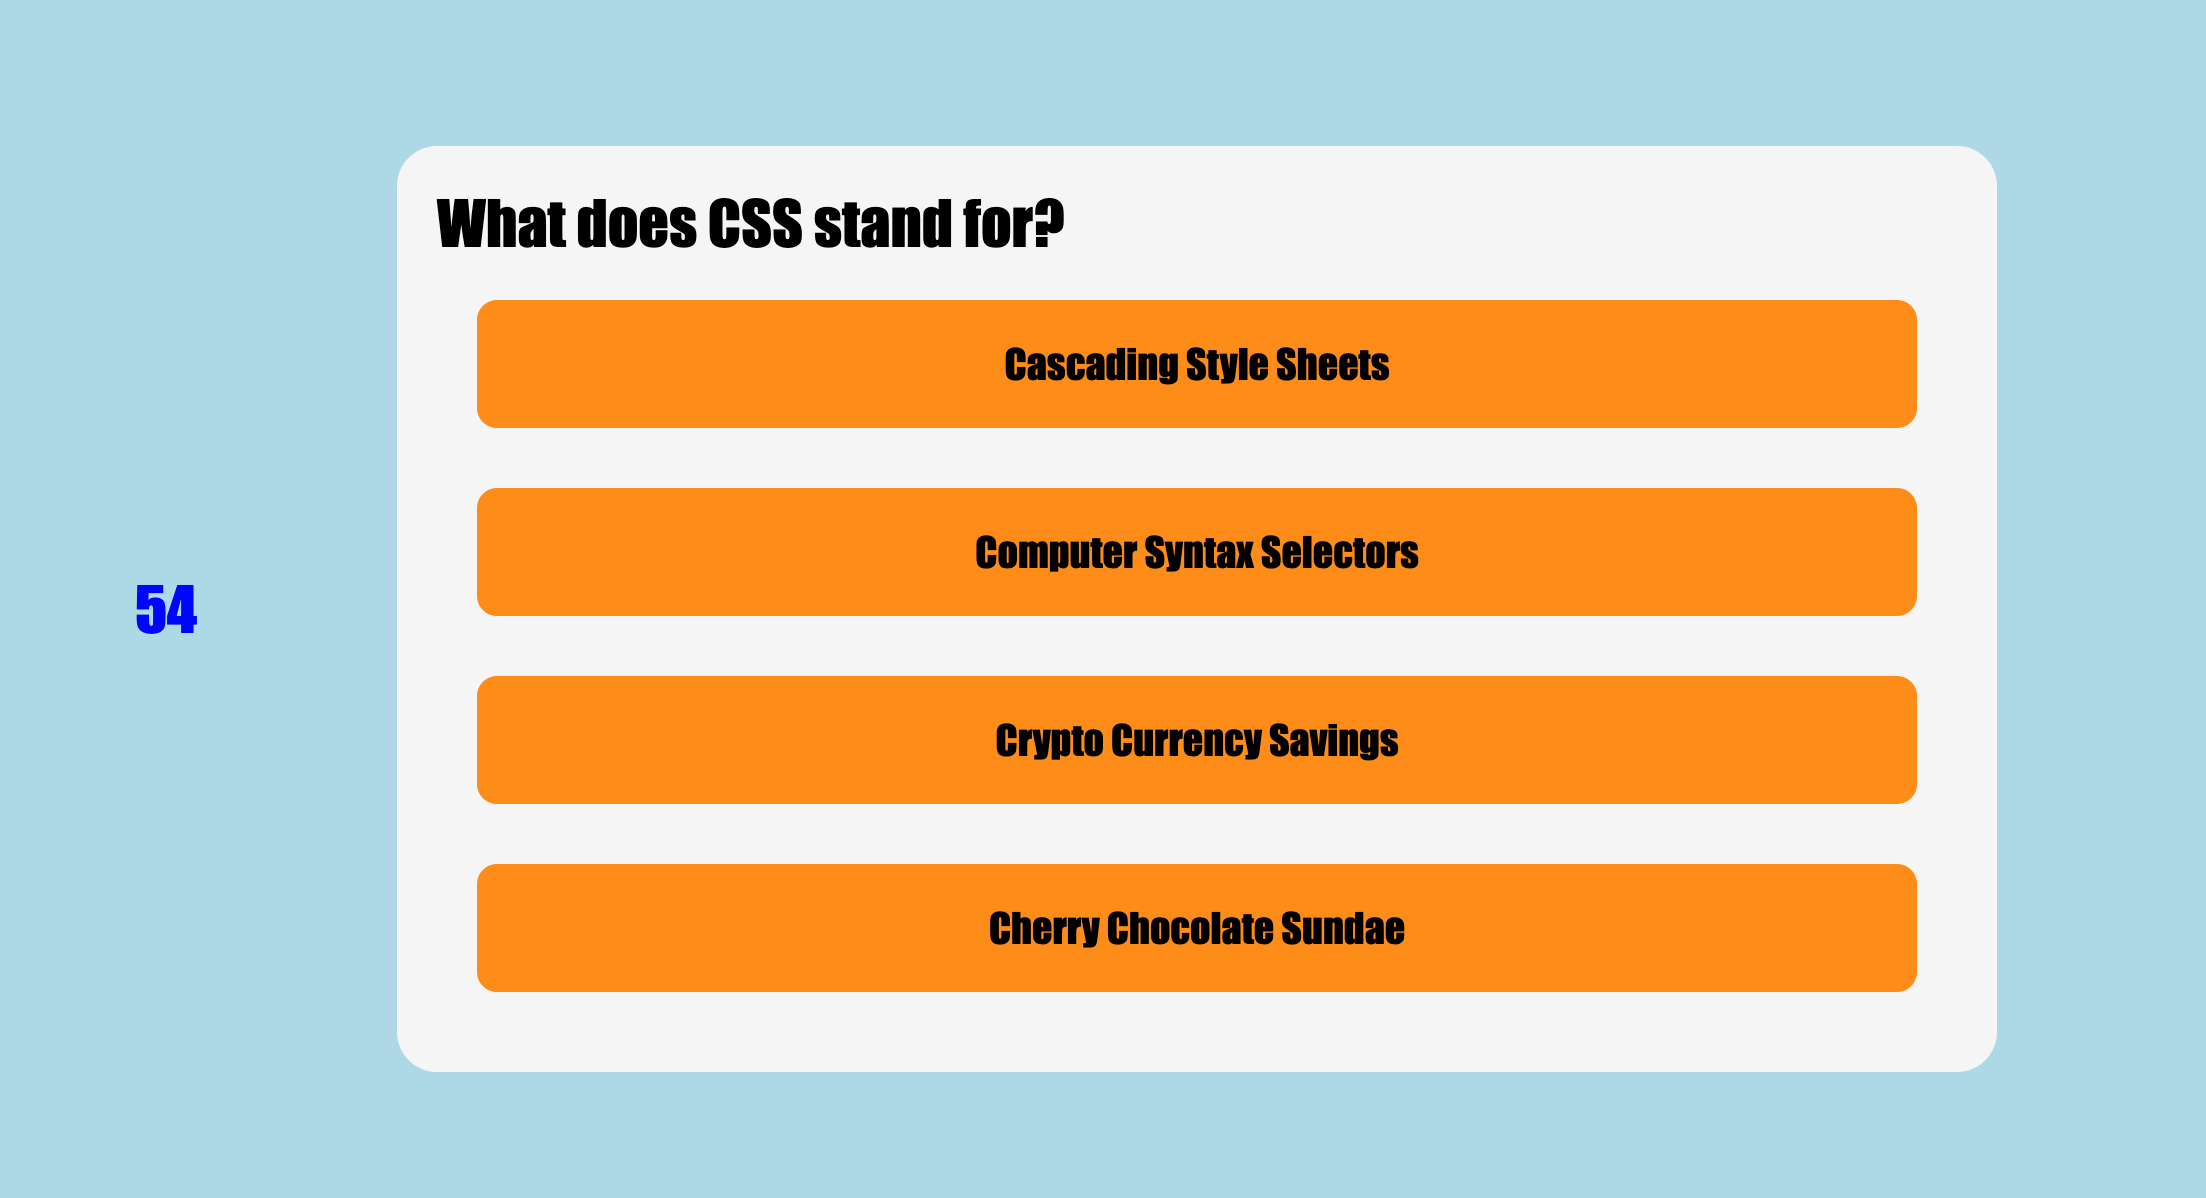 What does CSS stand for?
Cascading Style Sheets
Computer Syntax Selectors
54
Crypto Currency Savings
Cherry Chocolate Sundae